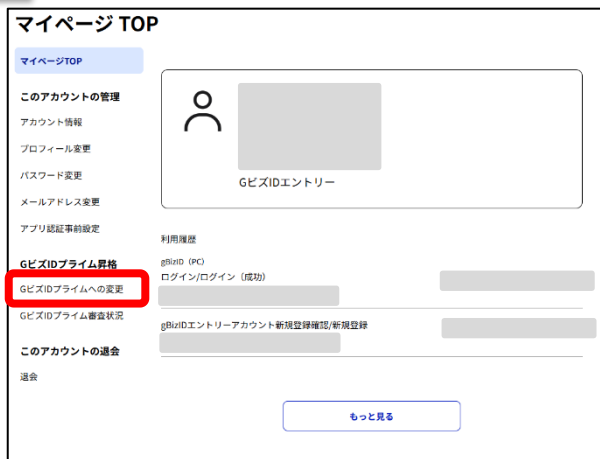 マイページ TOP
マイページTOP
このアカウントの管理
アカウント情報
プロフィール変更
パスワード変更
メールアドレス変更
アプリ認証事前設定
GビズIDプライム昇格
GビズIDプライムへの変更
GビズIDプライム審査状況
このアカウントの退会
退会
GビズIDエントリー
利用履歴
gBizID（PC）
ログイン/ログイン（成功）
gBizIDエントリーアカウント新規登録確認/新規登録
もっと見る